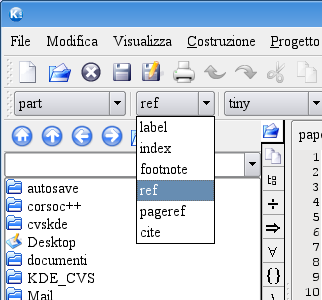 File Modifica Visualizza Costruzione Progetto
part ref tiny
label
index
footnote
ref
pageref
cite
autosave
corsoc++
cvskde
Desktop
documenti
KDE_CVS
Mail
1
2
3
4
5
6
7
8
9
10